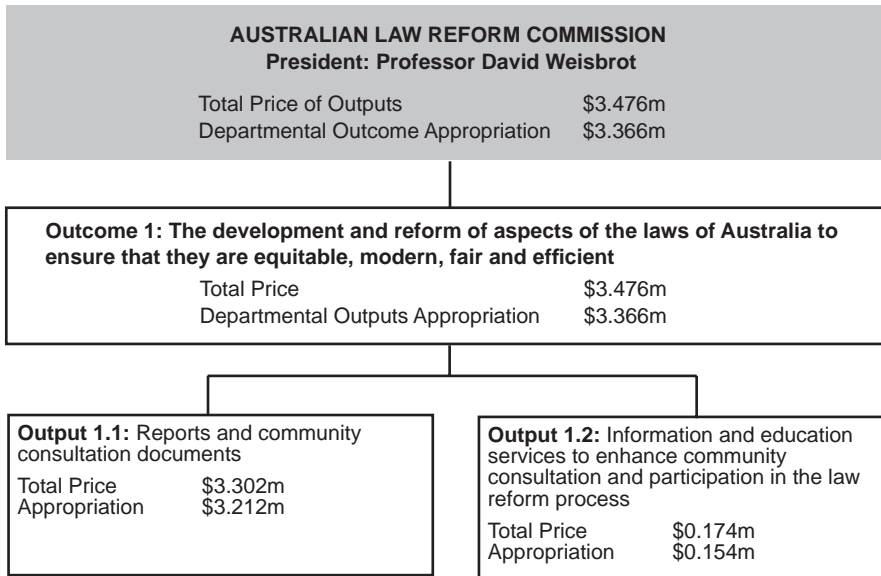 AUSTRALIAN LAW REFORM COMMISSION
President: Professor David Weisbrot
Total Price of Outputs $3.476m
Departmental Outcome Appropriation $3.366m
Outcome 1: The development and reform of aspects of the laws of Australia to
ensure that they are equitable, modern, fair and efficient
Total Price $3.476m
Departmental Outputs Appropriation $3.366m
Output 1.1: Reports and community
consultation documents
Total Price $3.302m
Appropriation $3.212m
Output 1.2: Information and education
services to enhance community
consultation and participation in the law
reform process
Total Price $0.174m
Appropriation $0.154m